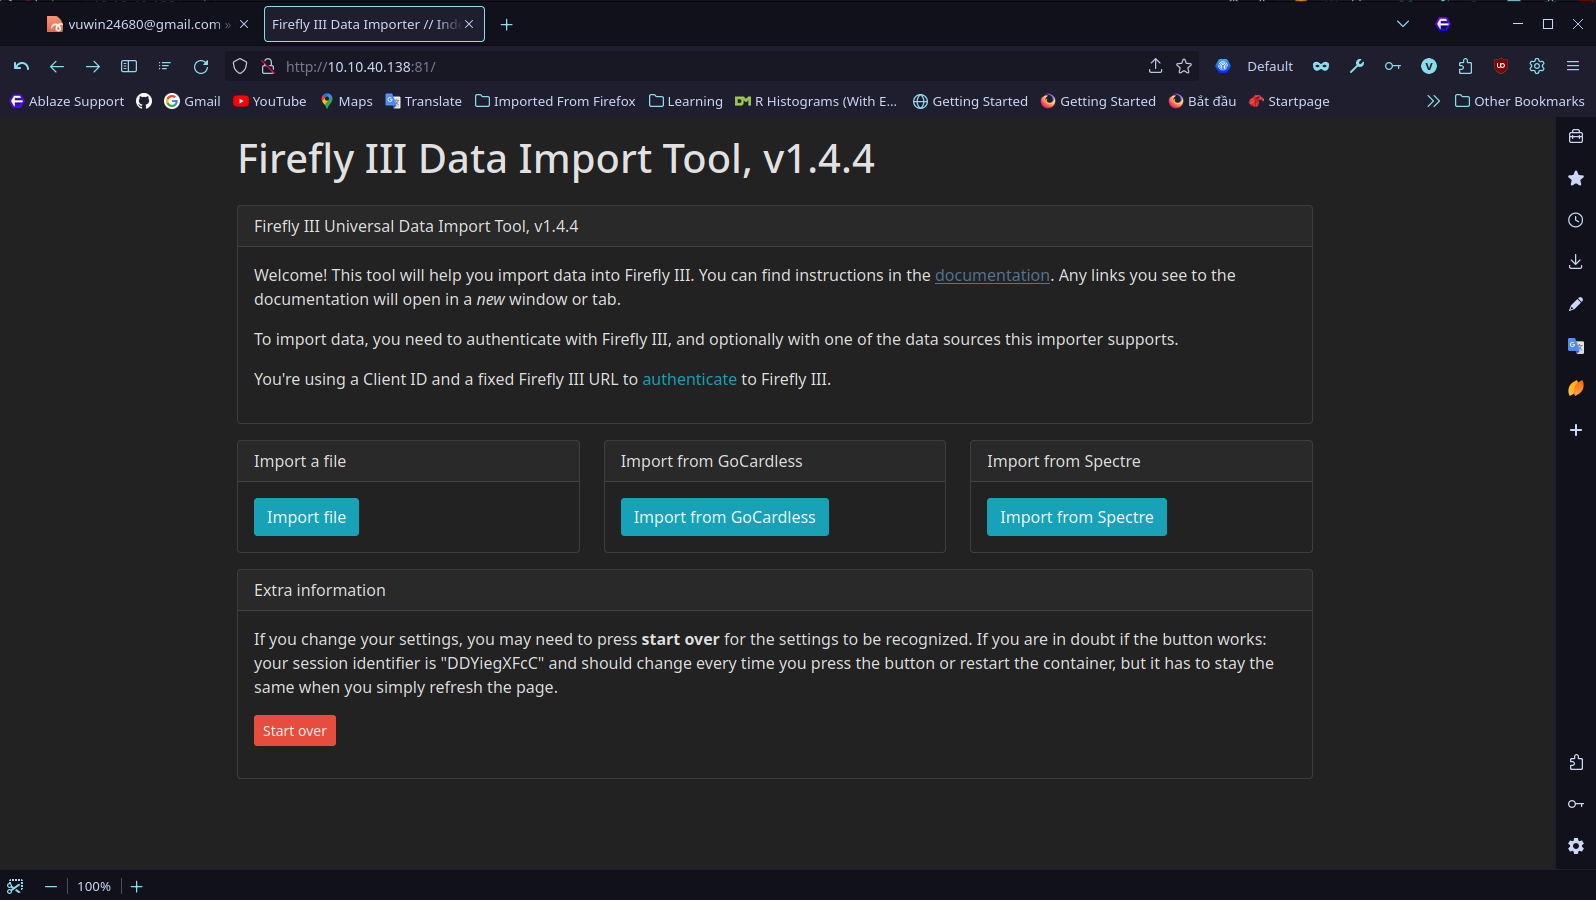 vuwin24680@gmail.com »
Firefly III Data Importer // Inde
http://10.10.40.138:81/
Default
Ablaze Support
Gmail
YouTube
Maps
Translate
Imported From Firefox
Learning
R Histograms (With E...
Getting Started
Getting Started
Bắt đầu
Startpage
Other Bookmarks
Firefly III Data Import Tool, v1.4.4
Firefly III Universal Data Import Tool, v1.4.4
Welcome! This tool will help you import data into Firefly III. You can find instructions in the documentation. Any links you see to the
documentation will open in a new window or tab.
To import data, you need to authenticate with Firefly III, and optionally with one of the data sources this importer supports.
You're using a Client ID and a fixed Firefly III URL to authenticate to Firefly III.
Import a file
Import file
Import from GoCardless
Import from GoCardless
Import from Spectre
Import from Spectre
Extra information
If you change your settings, you may need to press start over for the settings to be recognized. If you are in doubt if the button works:
your session identifier is "DDYiegXFcC" and should change every time you press the button or restart the container, but it has to stay the
same when you simply refresh the page.
Start over
100%